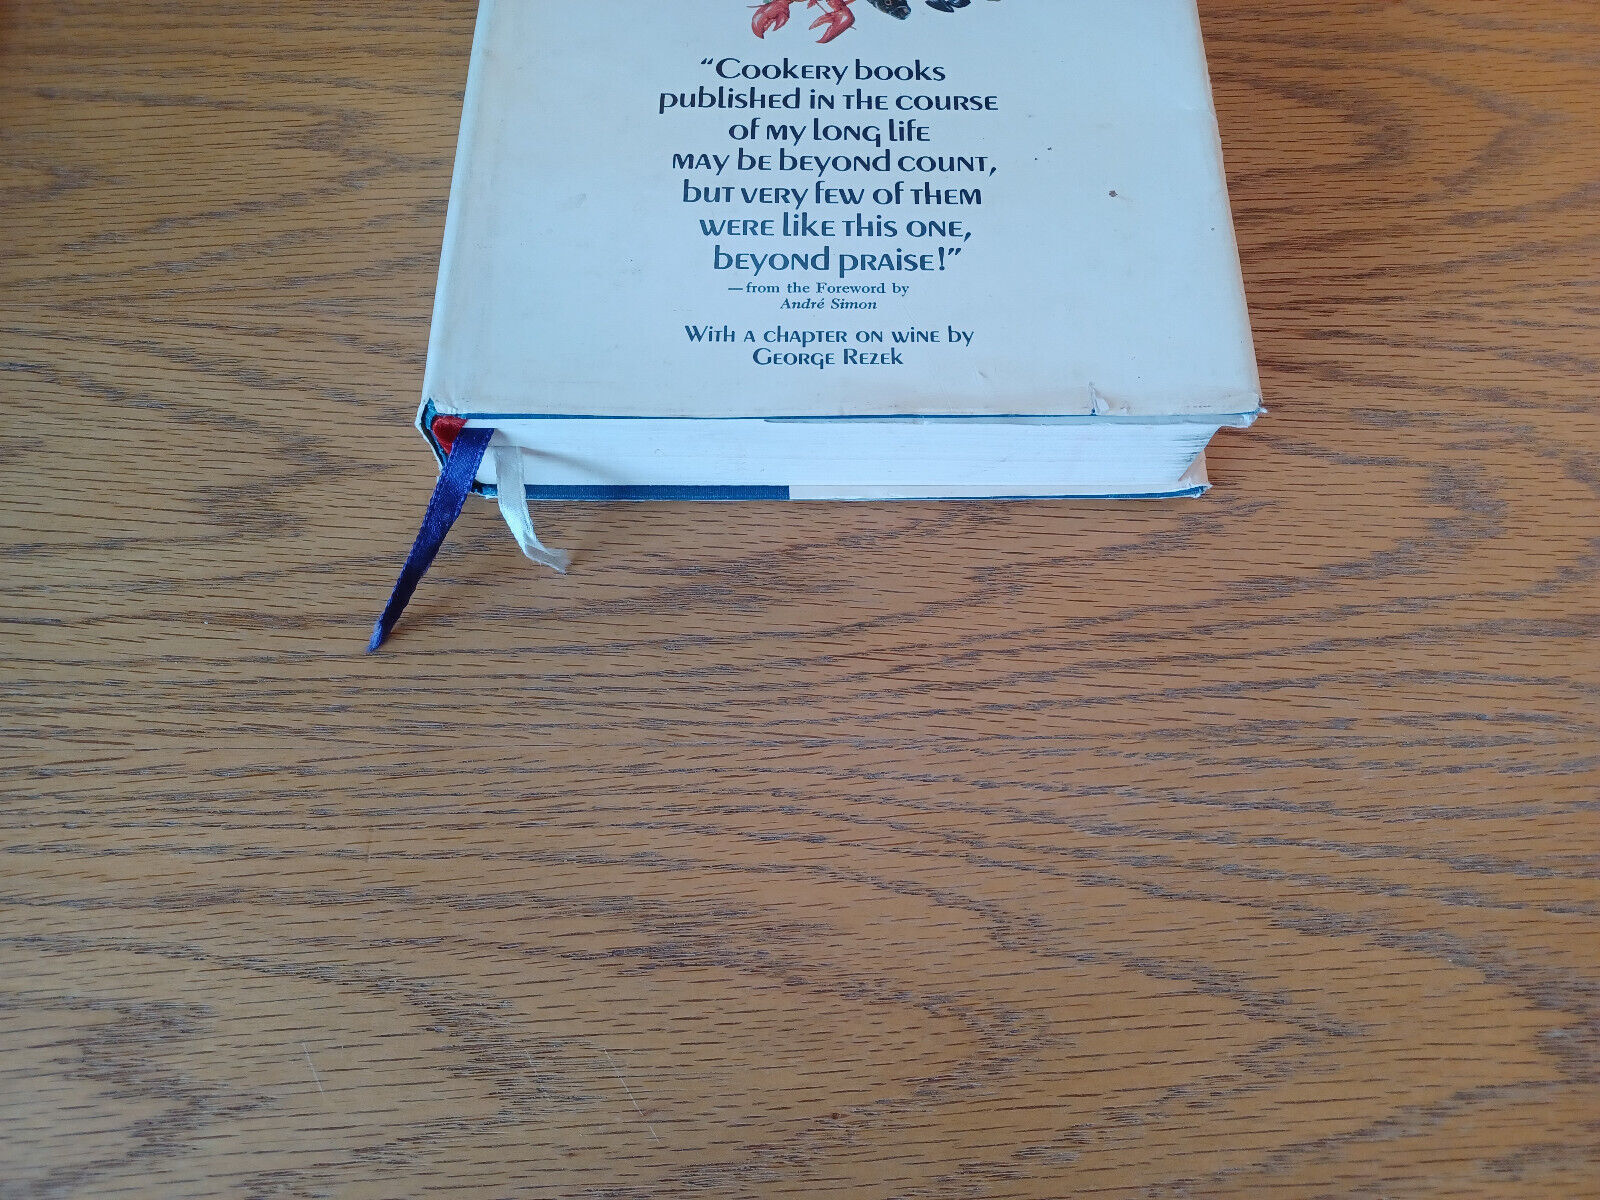 “Cookery books
published in the course
of my long life
may be beyond count,
but very few of them
were like this one,
beyond praise!”
—from the Foreword by
André Simon
With a chapter on wine by
George Rezek